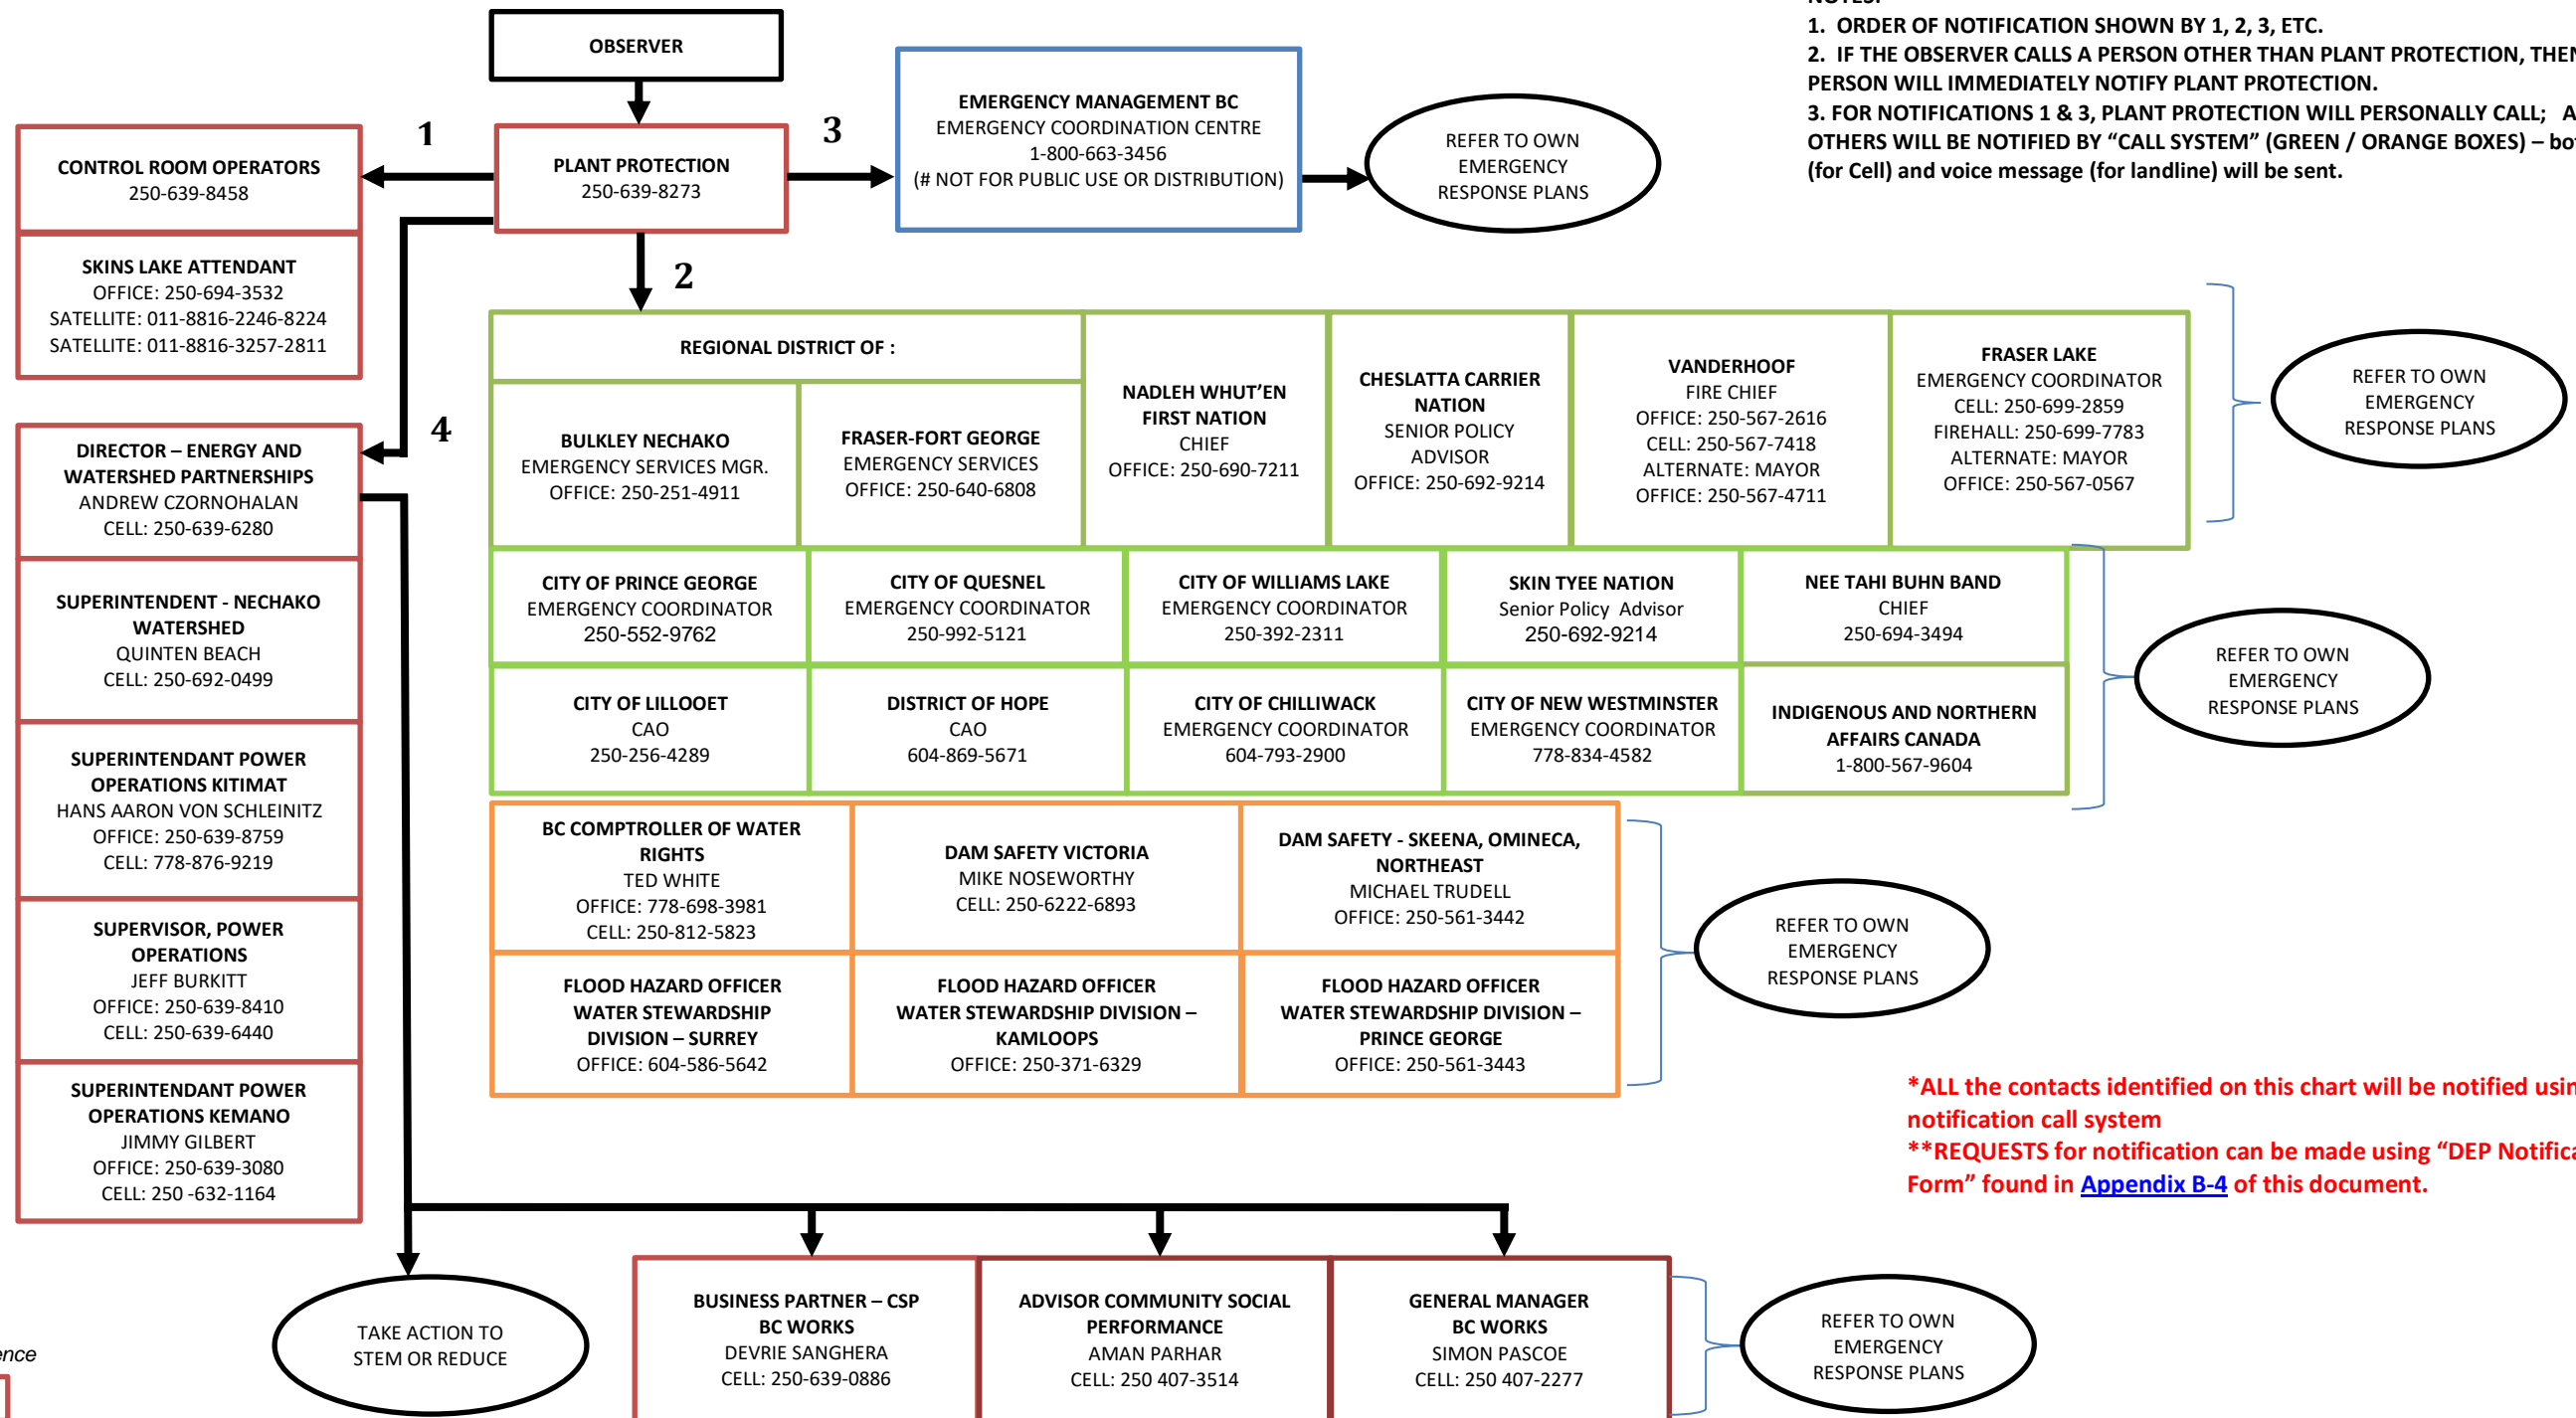 NOTES:
1. ORDER OF NOTIFICATION SHOWN BY 1, 2, 3, ETC.
2. IF THE OBSERVER CALLS A PERSON OTHER THAN PLANT PROTECTION, THEN
PERSON WILL IMMEDIATELY NOTIFY PLANT PROTECTION.
3. FOR NOTIFICATIONS 1 & 3, PLANT PROTECTION WILL PERSONALLY CALL;
OTHERS WILL BE NOTIFIED BY “CALL SYSTEM” (GREEN / ORANGE BOXES) –
(for Cell) and voice message (for landline) will be sent.
OBSERVER
1
CONTROL ROOM OPERATORS
250-639-8458
SKINS LAKE ATTENDANT
OFFICE: 250-694-3532
SATELLITE: 011-8816-2246-8224
SATELLITE: 011-8816-3257-2811
PLANT PROTECTION
250-639-8273
3
EMERGENCY MANAGEMENT BC
EMERGENCY COORDINATION CENTRE
1-800-663-3456
(# NOT FOR PUBLIC USE OR DISTRIBUTION)
REFER TO OWN
EMERGENCY
RESPONSE PLANS
2
REGIONAL DISTRICT OF :
BULKLEY NECHAKO
EMERGENCY SERVICES MGR.
OFFICE: 250-251-4911
FRASER-FORT GEORGE
EMERGENCY SERVICES
OFFICE: 250-640-6808
NADLEH WHUT’EN
FIRST NATION
CHIEF
OFFICE: 250-690-7211
CHESLATTA CARRIER
NATION
SENIOR POLICY
ADVISOR
OFFICE: 250-692-9214
VANDERHOOF
FIRE CHIEF
OFFICE: 250-567-2616
CELL: 250-567-7418
ALTERNATE: MAYOR
OFFICE: 250-567-4711
FRASER LAKE
EMERGENCY COORDINATOR
CELL: 250-699-2859
FIREHALL: 250-699-7783
ALTERNATE: MAYOR
OFFICE: 250-567-0567
REFER TO OWN
EMERGENCY
RESPONSE PLANS
4
DIRECTOR – ENERGY AND
WATERSHED PARTNERSHIPS
ANDREW CZORNOHALAN
CELL: 250-639-6280
SUPERINTENDENT - NECHAKO
WATERSHED
QUINTEN BEACH
CELL: 250-692-0499
SUPERINTENDANT POWER
OPERATIONS KITIMAT
HANS AARON VON SCHLEINITZ
OFFICE: 250-639-8759
CELL: 778-876-9219
SUPERVISOR, POWER
OPERATIONS
JEFF BURKITT
OFFICE: 250-639-8410
CELL: 250-639-6440
SUPERINTENDANT POWER
OPERATIONS KEMANO
JIMMY GILBERT
OFFICE: 250-639-3080
CELL: 250 -632-1164
CITY OF PRINCE GEORGE
EMERGENCY COORDINATOR
250-552-9762
CITY OF QUESNEL
EMERGENCY COORDINATOR
250-992-5121
CITY OF WILLIAMS LAKE
EMERGENCY COORDINATOR
250-392-2311
SKIN TYEE NATION
Senior Policy Advisor
250-692-9214
NEE TAHI BUHN BAND
CHIEF
250-694-3494
CITY OF LILLOOET
CAO
250-256-4289
DISTRICT OF HOPE
CAO
604-869-5671
CITY OF CHILLIWACK
EMERGENCY COORDINATOR
604-793-2900
CITY OF NEW WESTMINSTER
EMERGENCY COORDINATOR
778-834-4582
INDIGENOUS AND NORTHERN
AFFAIRS CANADA
1-800-567-9604
REFER TO OWN
EMERGENCY
RESPONSE PLANS
BC COMPTROLLER OF WATER
RIGHTS
TED WHITE
OFFICE: 778-698-3981
CELL: 250-812-5823
DAM SAFETY VICTORIA
MIKE NOSEWORTHY
CELL: 250-6222-6893
DAM SAFETY - SKEENA, OMINECA,
NORTHEAST
MICHAEL TRUDELL
OFFICE: 250-561-3442
FLOOD HAZARD OFFICER
WATER STEWARDSHIP
DIVISION – SURREY
OFFICE: 604-586-5642
FLOOD HAZARD OFFICER
WATER STEWARDSHIP DIVISION –
KAMLOOPS
OFFICE: 250-371-6329
FLOOD HAZARD OFFICER
WATER STEWARDSHIP DIVISION –
PRINCE GEORGE
OFFICE: 250-561-3443
REFER TO OWN
EMERGENCY
RESPONSE PLANS
*ALL the contacts identified on this chart will be notified
notification call system
**REQUESTS for notification can be made using “DEP
Form” found in Appendix B-4 of this document.
TAKE ACTION TO
STEM OR REDUCE
BUSINESS PARTNER – CSP
BC WORKS
DEVRIE SANGHERA
CELL: 250-639-0886
ADVISOR COMMUNITY SOCIAL
PERFORMANCE
AMAN PARHAR
CELL: 250 407-3514
GENERAL MANAGER
BC WORKS
SIMON PASCOE
CELL: 250 407-2277
REFER TO OWN
EMERGENCY
RESPONSE PLANS